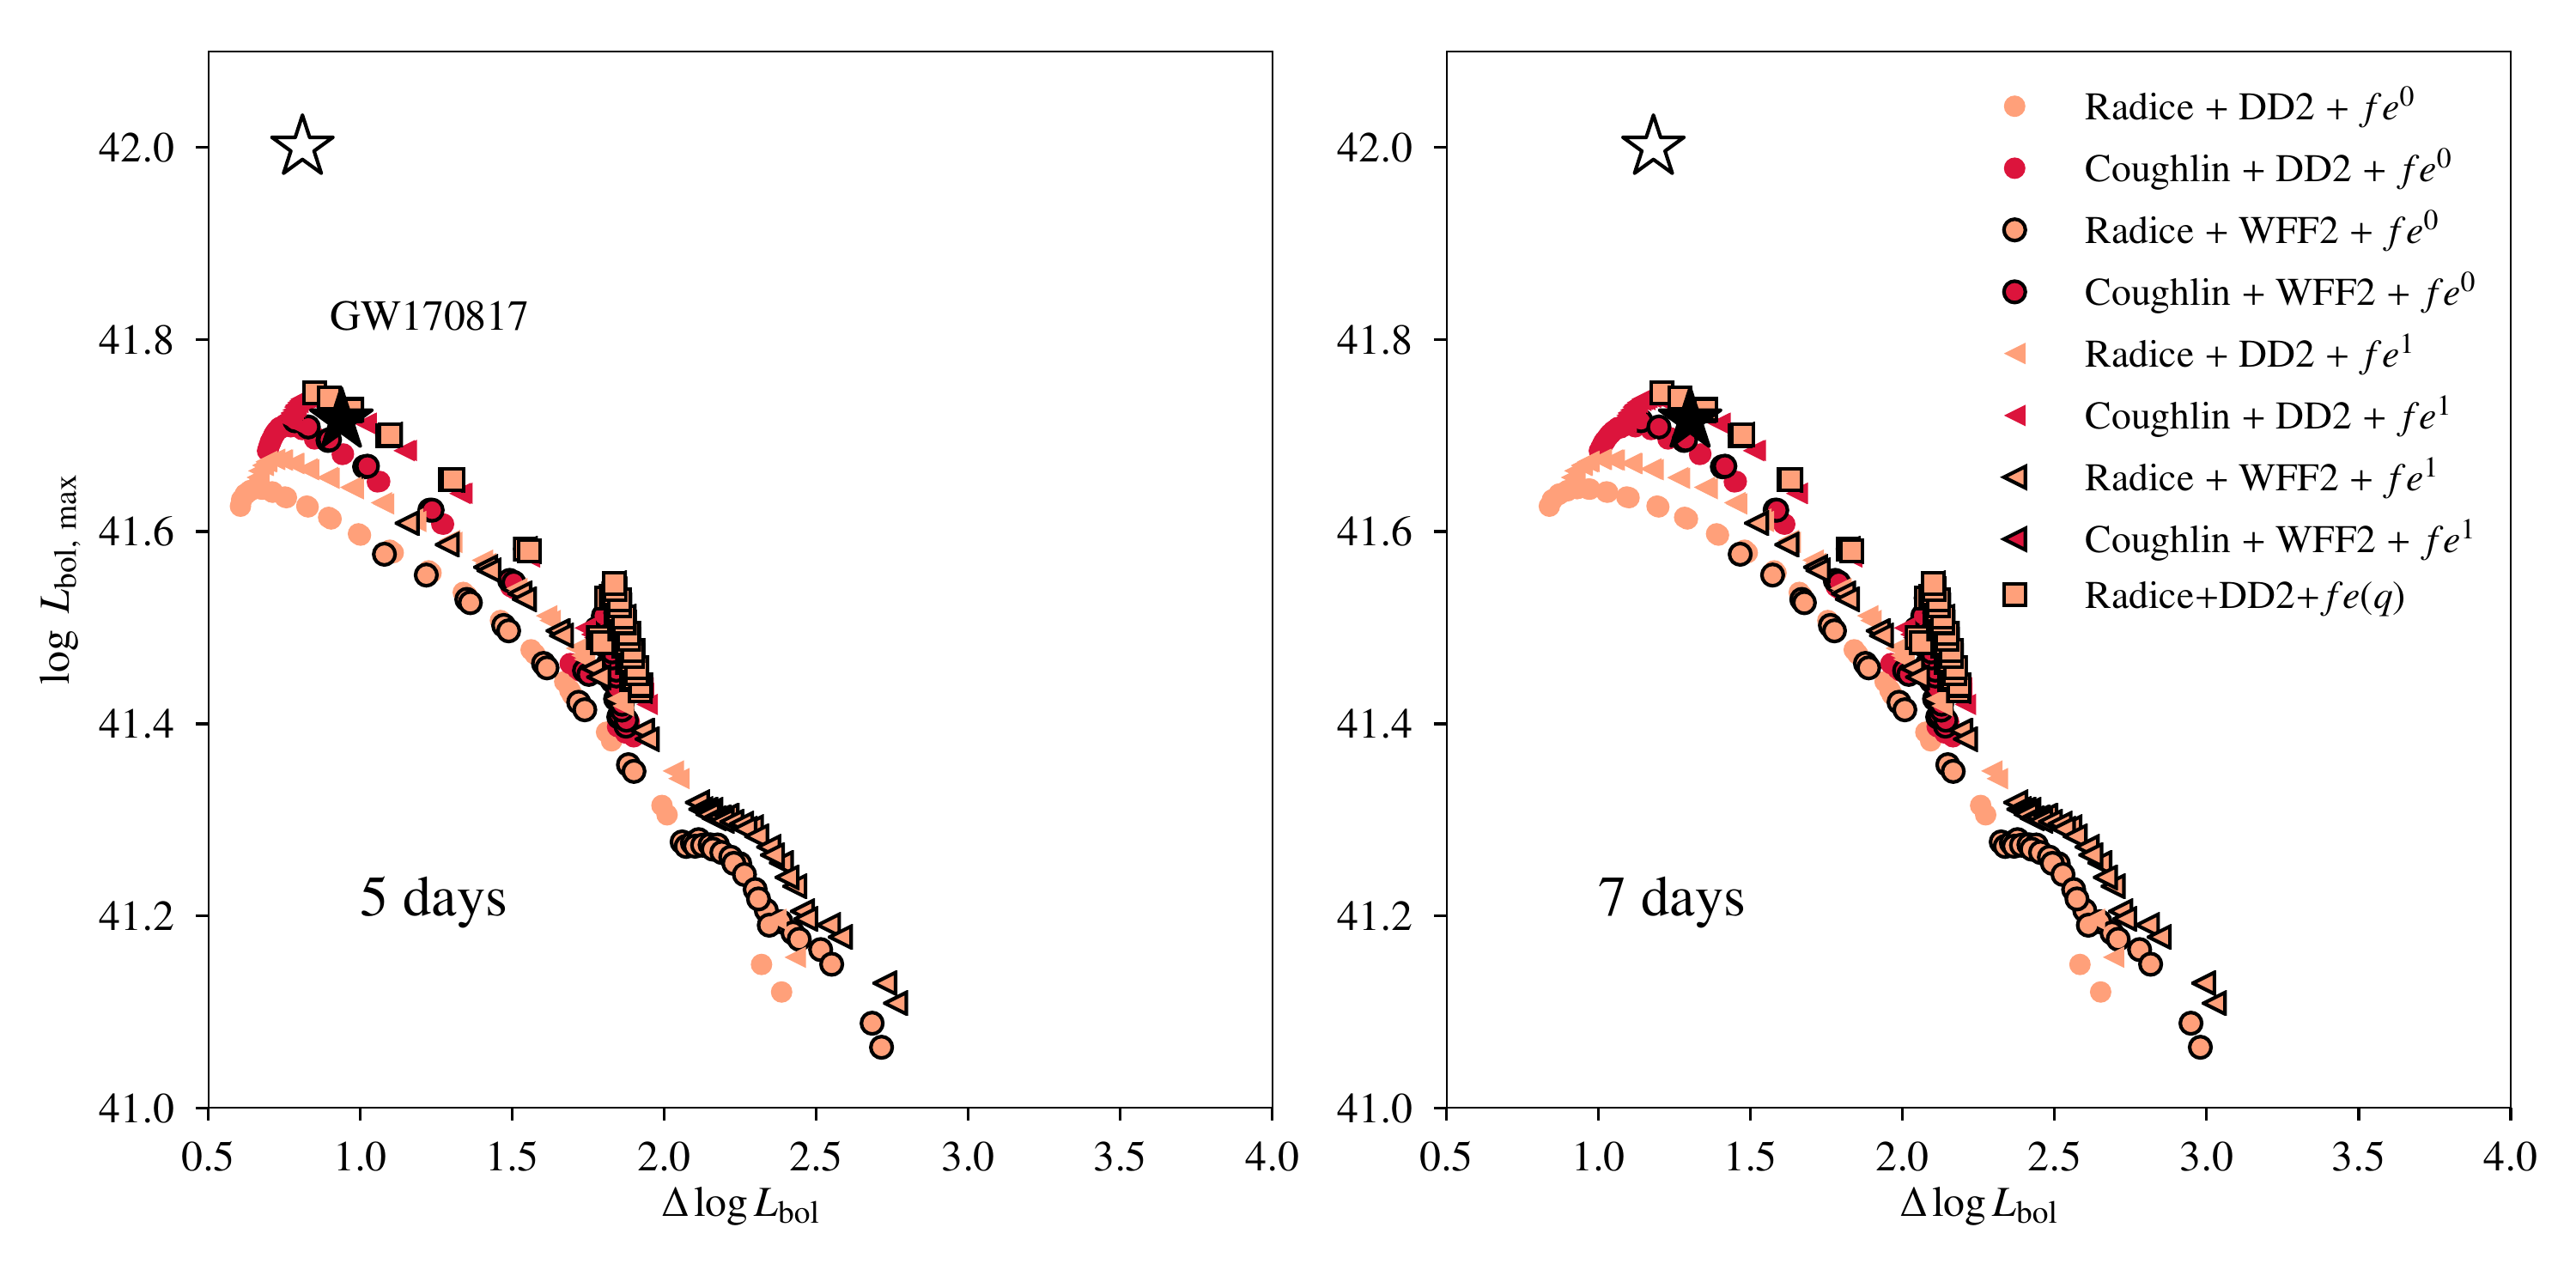 42.0
41.8
41.6
41.4
41.2
41.0
log L_bol, max
GW170817
5 days
0.5 1.0 1.5 2.0 2.5 3.0 3.5 4.0
Δ log L_bol
42.0
41.8
41.6
41.4
41.2
41.0
Radice + DD2 + fe^0
Coughlin + DD2 + fe^0
Radice + WFF2 + fe^0
Coughlin + WFF2 + fe^0
Radice + DD2 + fe^1
Coughlin + DD2 + fe^1
Radice + WFF2 + fe^1
Coughlin + WFF2 + fe^1
Radice+DD2+fe(q)
7 days
0.5 1.0 1.5 2.0 2.5 3.0 3.5 4.0
Δ log L_bol